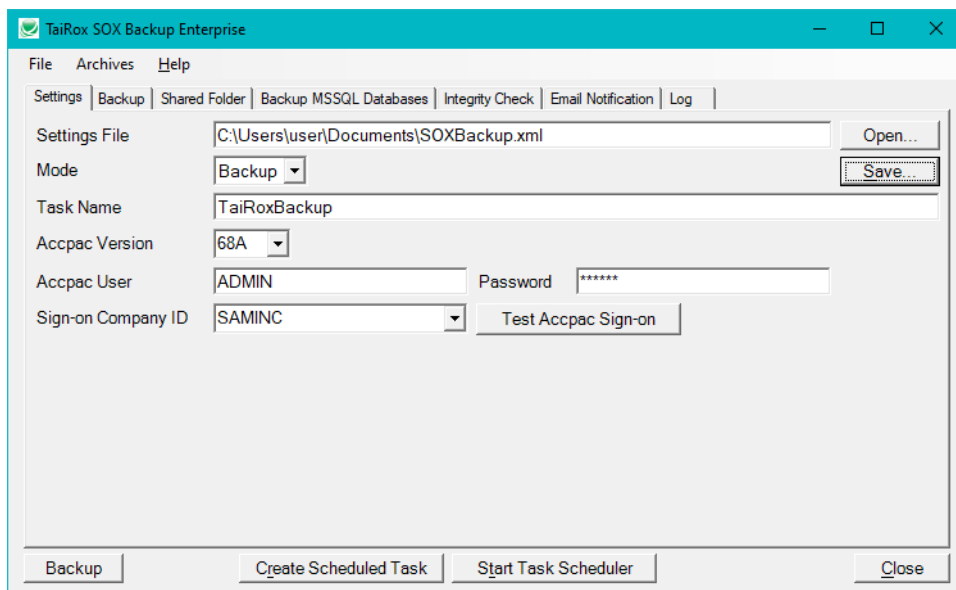 TaiRox SOX Backup Enterprise
File Archives Help
Settings Backup Shared Folder Backup MSSQL Databases Integrity Check Email Notification Log
Settings File C:\Users\user\Documents\SOXBackup.xml Open...
Mode Backup Save...
Task Name TaiRoxBackup
Accpac Version 68A
Accpac User ADMIN Password ******
Sign-on Company ID SAMINC Test Accpac Sign-on
Backup Create Scheduled Task Start Task Scheduler Close